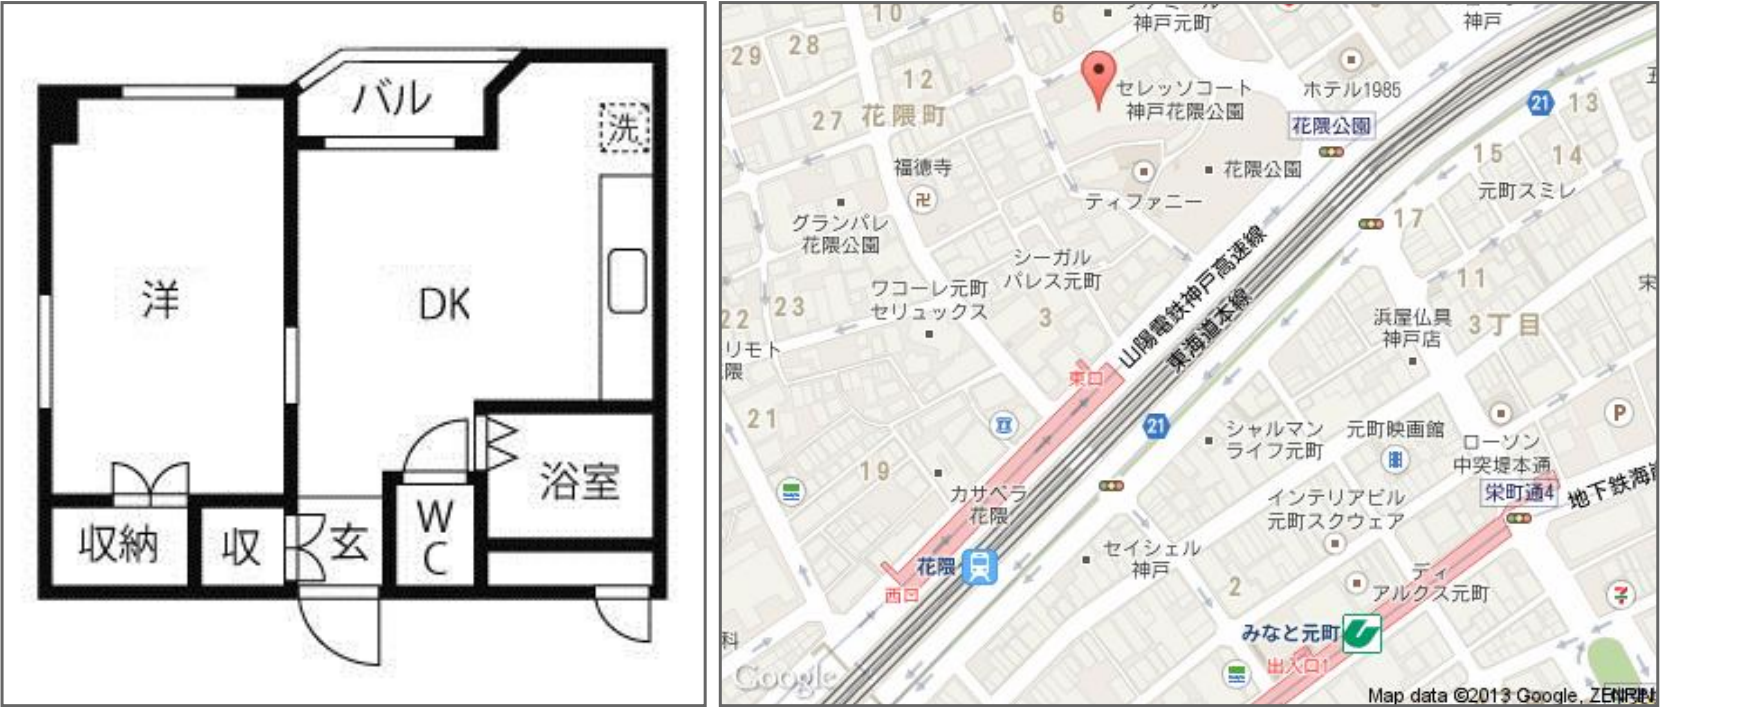 バル
洗
洋
DK
浴室
W
C
収納
収
玄
10
6
神戸元町
神戸
29
28
12
セレッソコート
神戸花隈公園
ホテル1985
21
13
27
花隈町
花隈公園
15
14
福徳寺
花隈公園
元町スミレ
ティファニー
17
グランパレ
花隈公園
シーガル
パレス元町
山陽電鉄神戸高速線
東海道本線
11
宋
ワコーレ元町
セリュックス
22
23
3
浜屋仏具
神戸店
3丁目
リモト
隈
東口
21
21
シャルマン
ライフ元町
元町映画館
P
ローソン
中突堤本通
19
カサベラ
花隈
インテリアビル
元町スクウェア
栄町通4
地下鉄海岸
花隈
西口
セイシェル
神戸
2
ディ
アルクス元町
みなと元町
出入口1
科
Google
Map data ©2013 Google, ZENRIN